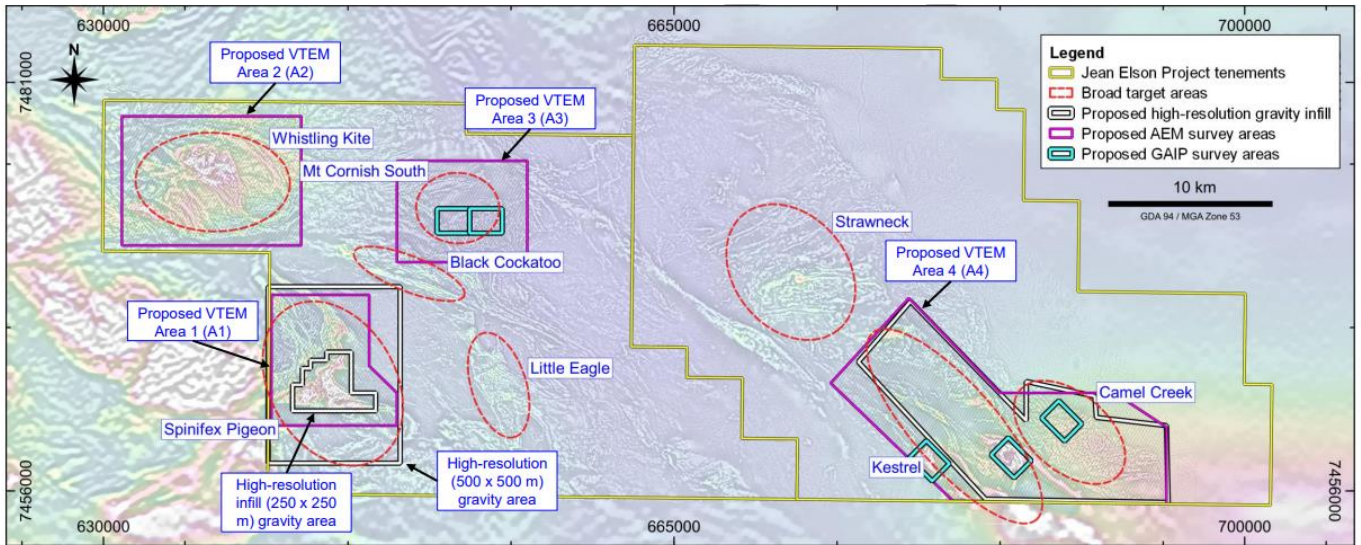 630000
665000
700000
7481000
N
Proposed VTEM
Area 2 (A2)
Proposed VTEM
Area 3 (A3)
Legend
Jean Elson Project tenements
Broad target areas
Proposed high-resolution gravity infill
Proposed AEM survey areas
Proposed GAIP survey areas
10 km
GDA 94 / MGA Zone 53
Whistling Kite
Mt Cornish South
Strawneck
Black Cockatoo
Proposed VTEM
Area 4 (A4)
Proposed VTEM
Area 1 (A1)
Little Eagle
Camel Creek
Spinifex Pigeon
Kestrel
High-resolution
infill (250 x 250
m) gravity area
High-resolution
(500 x 500 m)
gravity area
7456000
7456000
630000
665000
700000